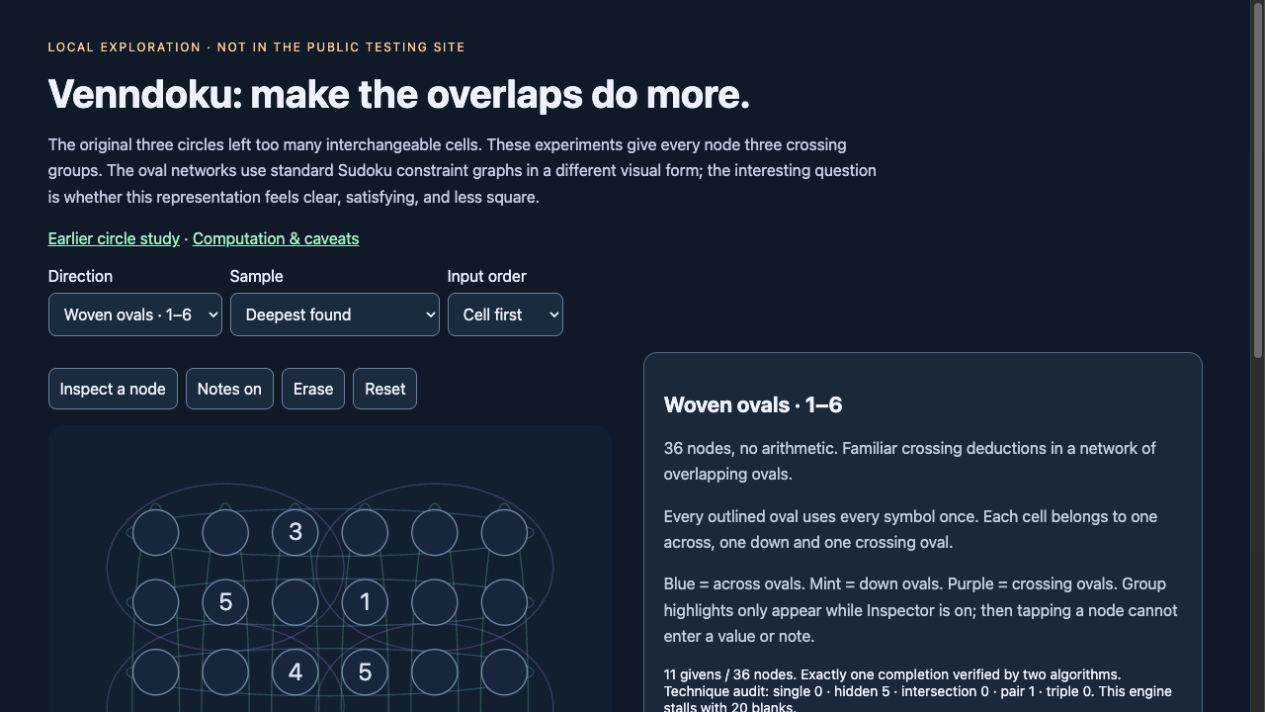 LOCAL EXPLORATION · NOT IN THE PUBLIC TESTING SITE
Venndoku: make the overlaps do more.
The original three circles left too many interchangeable cells. These experiments give every node three crossing
groups. The oval networks use standard Sudoku constraint graphs in a different visual form; the interesting question
is whether this representation feels clear, satisfying, and less square.
Earlier circle study · Computation & caveats
Direction Sample Input order
Woven ovals · 1–6 Deepest found Cell first
Inspect a node Notes on Erase Reset
3
5 1
4 5
Woven ovals · 1–6
36 nodes, no arithmetic. Familiar crossing deductions in a network of
overlapping ovals.
Every outlined oval uses every symbol once. Each cell belongs to one
across, one down and one crossing oval.
Blue = across ovals. Mint = down ovals. Purple = crossing ovals. Group
highlights only appear while Inspector is on; then tapping a node cannot
enter a value or note.
11 givens / 36 nodes. Exactly one completion verified by two algorithms.
Technique audit: single 0 · hidden 5 · intersection 0 · pair 1 · triple 0. This engine
stalls with 20 blanks.